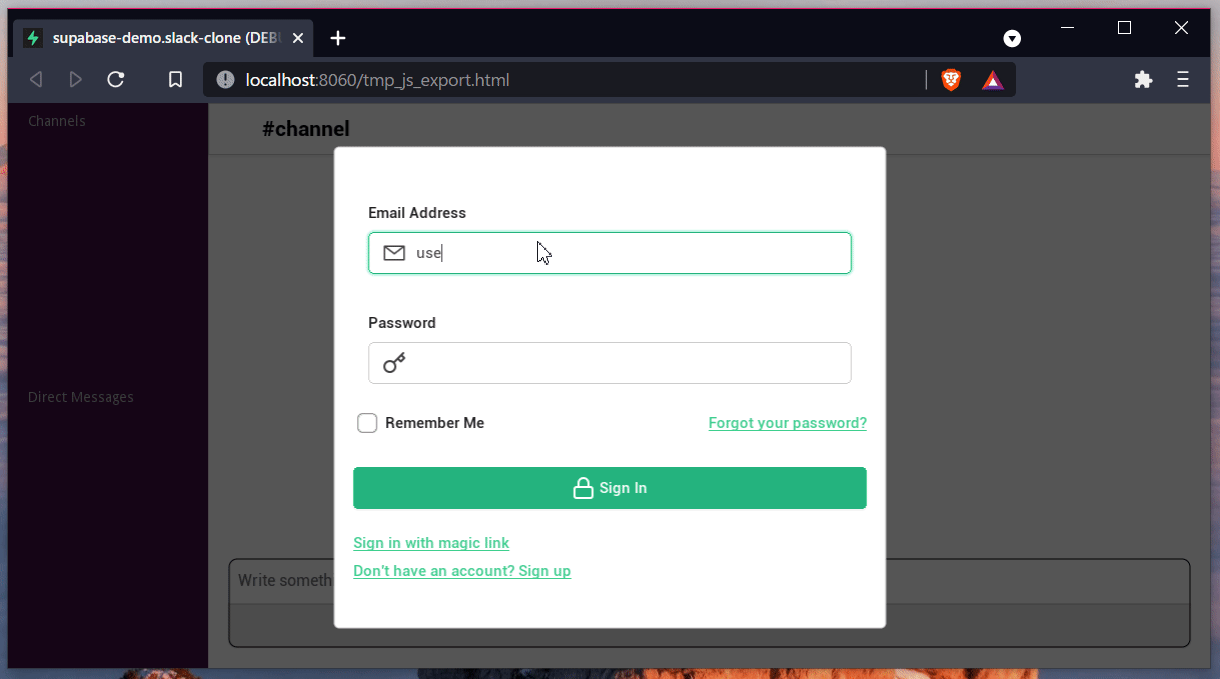 supabase-demo.slack-clone (DEB
localhost:8060/tmp_js_export.html
Channels
#channel
Email Address
use
Password
Direct Messages
Remember Me
Forgot your password?
Sign In
Sign in with magic link
Don't have an account? Sign up
Write someth